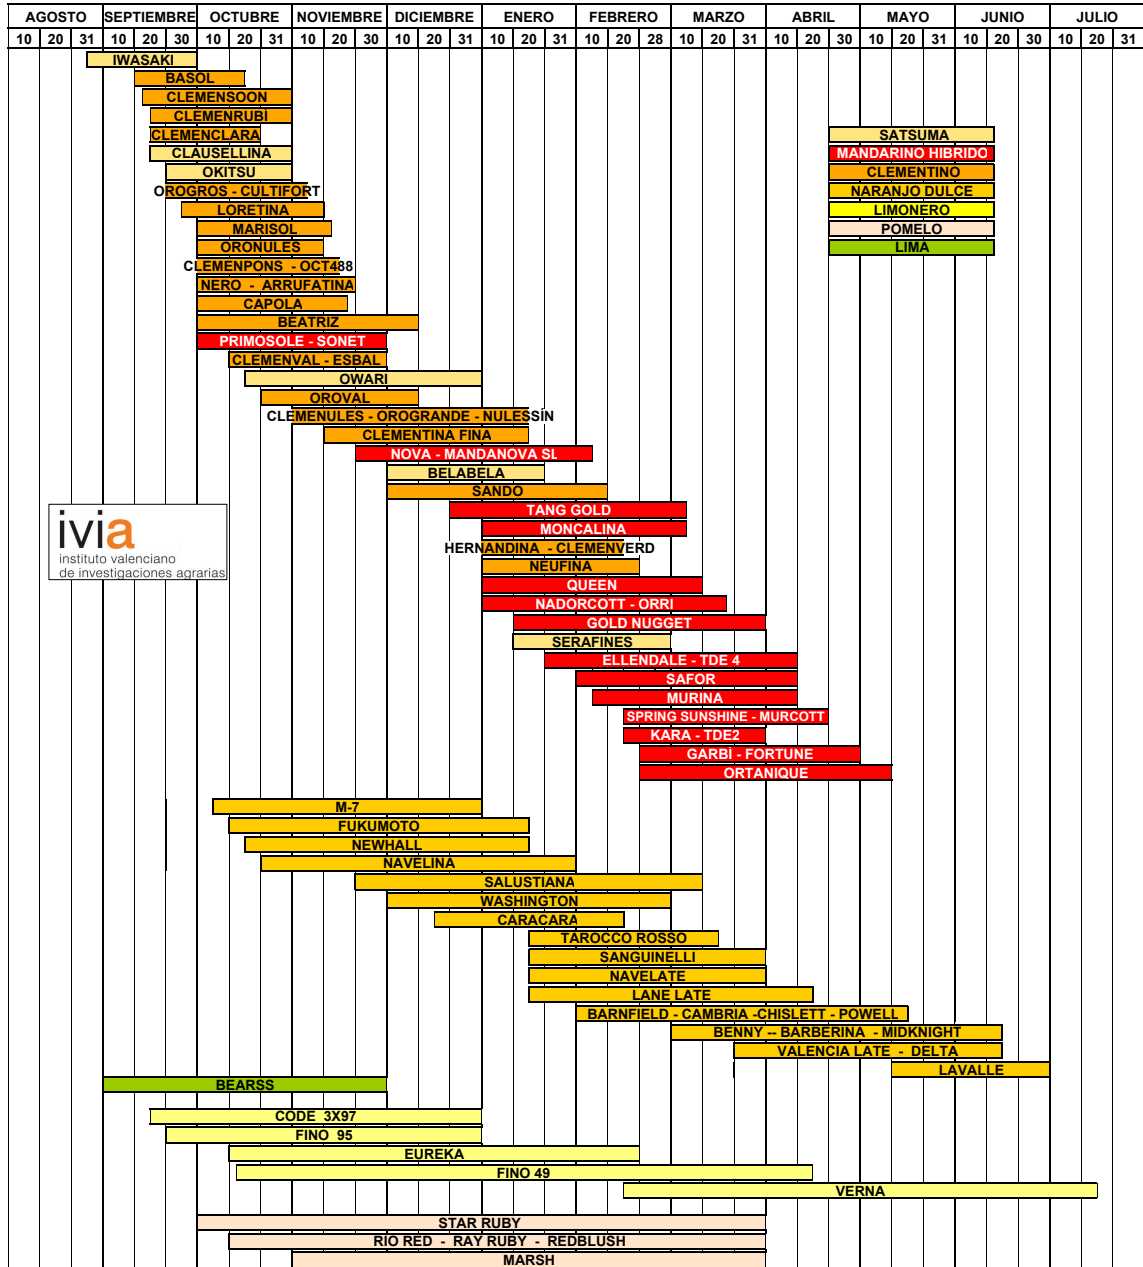 AGOSTO SEPTIEMBRE OCTUBRE NOVIEMBRE DICIEMBRE ENERO FEBRERO MARZO ABRIL MAYO JUNIO JULIO
10 20 31 10 20 30 10 20 31 10 20 30 10 20 31 10 20 31 10 20 28 10 20 31 10 20 30 10 20 31 10 20 30 10 20 31
IWASAKI
BASOL
CLEMENSOON
CLEMENRUBÍ
CLEMENCLARA SATSUMA
CLAUSELLINA MANDARINO HIBRIDO
OKITSU CLEMENTINO
OROGROS - CULTIFORT NARANJO DULCE
LORETINA LIMONERO
MARISOL POMELO
ORONULES LIMA
CLEMENPONS - OCT488
NERO - ARRUFATINA
CAPOLA
BEATRIZ
PRIMOSOLE - SONET
CLEMENVAL - ESBAL
OWARI
OROVAL
CLEMENULES - OROGRANDE - NULESSÍN
CLEMENTINA FINA
NOVA - MANDANOVA SL
BELABELA
SANDO
TANG GOLD
MONCALINA
HERNANDINA - CLEMENVERD
NEUFINA
QUEEN
NADORCOTT - ORRI
GOLD NUGGET
SERAFINES
ELLENDALE - TDE 4
SAFOR
MURINA
SPRING SUNSHINE - MURCOTT
KARA - TDE2
GARBÍ - FORTUNE
ORTANIQUE
ivia
instituto valenciano
de investigaciones agrarias
M-7
FUKUMOTO
NEWHALL
NAVELINA
SALUSTIANA
WASHINGTON
CARACARA
TAROCCO ROSSO
SANGUINELLI
NAVELATE
LANE LATE
BARNFIELD - CAMBRIA -CHISLETT - POWELL
BENNY -- BARBERINA - MIDKNIGHT
VALENCIA LATE - DELTA
LAVALLE
BEARSS
CODE 3X97
FINO 95
EUREKA
FINO 49
VERNA
STAR RUBY
RIO RED - RAY RUBY - REDBLUSH
MARSH